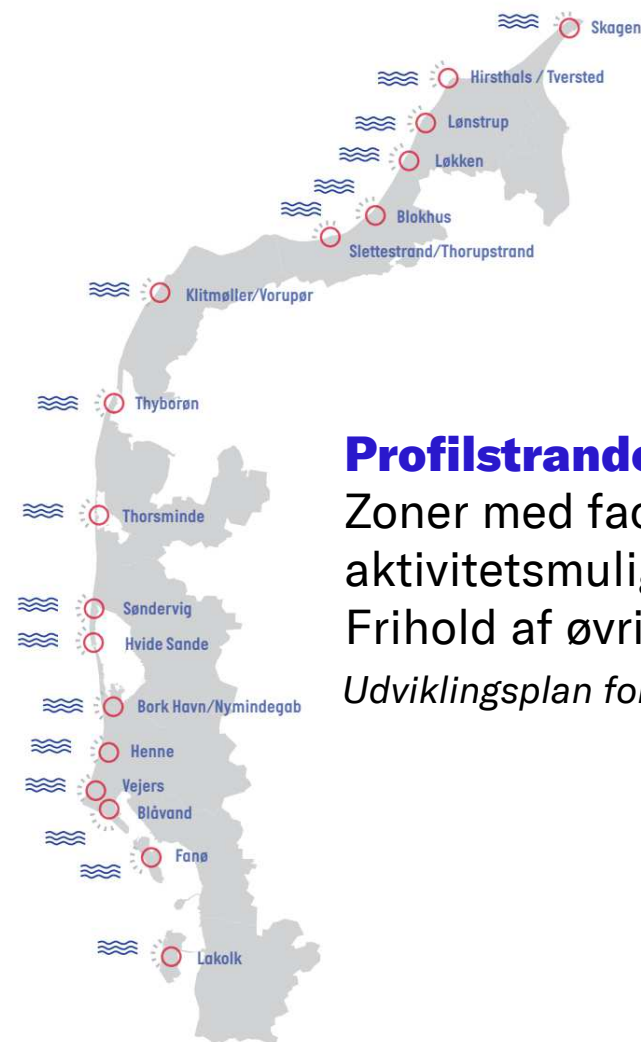 Skagen
Hirsthals / Tversted
Lønstrup
Løkken
Blokhus
Slettestrand/Thorupstrand
Klitmøller/Vorupør
Thyborøn
Thorsminde
Søndervig
Hvide Sande
Bork Havn/Nymindegab
Henne
Vejers
Blåvand
Fanø
Lakolk
Profilstrande
Zoner med fac
aktivitetsmulig
Frihold af øvri
Udviklingsplan for